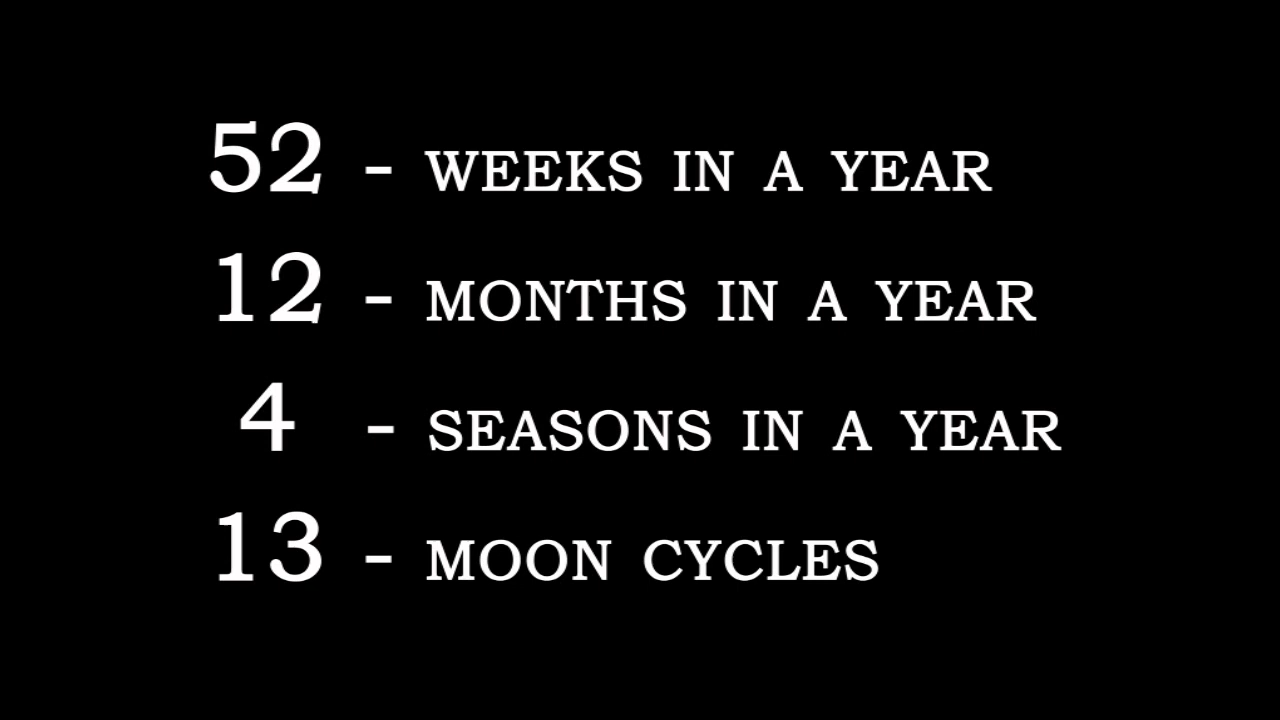 52 - WEEKS IN A YEAR
12 - MONTHS IN A YEAR
4 - SEASONS IN A YEAR
13 - MOON CYCLES